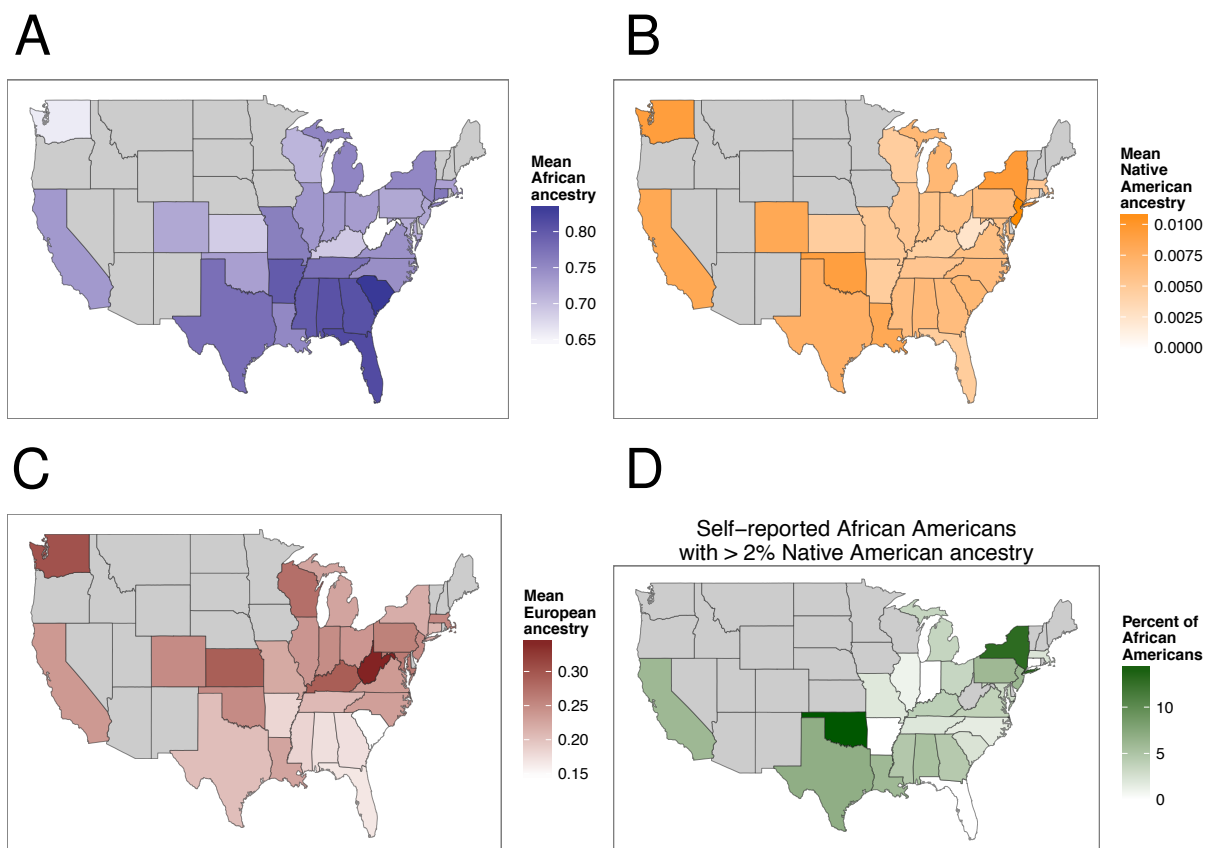 A
B
Mean
African
ancestry
0.80
0.75
0.70
0.65
Mean
Native
American
ancestry
0.0100
0.0075
0.0050
0.0025
0.0000
C
D
Mean
European
ancestry
0.30
0.25
0.20
0.15
Self−reported African Americans
with > 2% Native American ancestry
Percent of
African
Americans
10
5
0